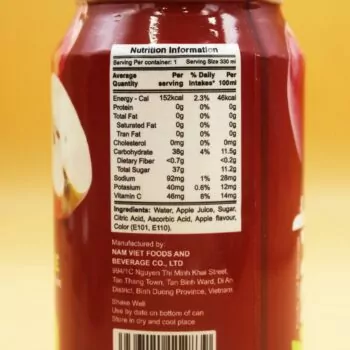 Nutrition Information
Serving Per container: 1 Serving Size 330 ml
Average Quantity Per serving % Daily Intakes* Per 100ml
Energy - Cal 152kcal 2.3% 46kcal
Protein 0g 0g
Total Fat 0g 0g
Saturated Fat 0g 0g
Tran Fat 0g 0g
Cholesterol 0mg 0% 0mg
Carbohydrate 38g 4% 11.5g
Dietary Fiber <0.7g <0.2g
Total Sugar 37g 11.2g
Sodium 92mg 1% 28mg
Potasium 40mg 0.6% 12mg
Vitamin C 46mg 8% 14mg
Ingredients: Water, Apple Juice, Sugar,
Citric Acid, Ascorbic Acid, Apple flavour,
Color (E101, E110).
Manufactured by:
NAM VIET FOODS AND
BEVERAGE CO., LTD
994/1C Nguyen Thi Minh Khai Street,
Tan Thang Town, Tan Binh Ward, Di An
District, Binh Duong Province, Vietnam
Shake Well
Use by date on bottom of can
Store in dry and cool place